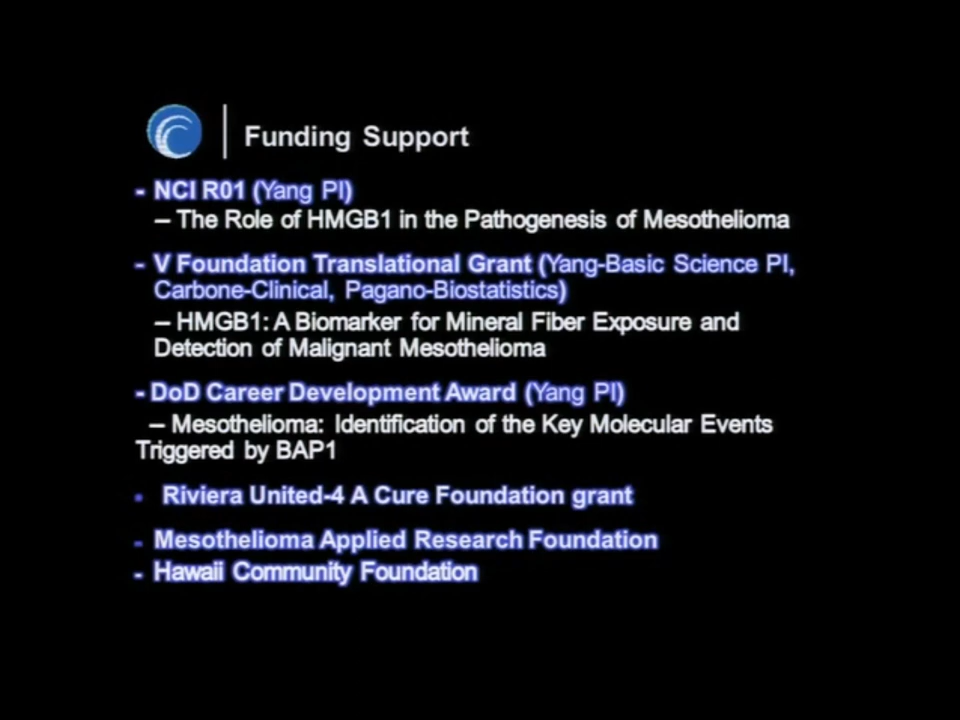 Funding Support
- NCI R01 (Yang PI)
– The Role of HMGB1 in the Pathogenesis of Mesothelioma
- V Foundation Translational Grant (Yang-Basic Science PI,
Carbone-Clinical, Pagano-Biostatistics)
– HMGB1: A Biomarker for Mineral Fiber Exposure and
Detection of Malignant Mesothelioma
- DoD Career Development Award (Yang PI)
– Mesothelioma: Identification of the Key Molecular Events
Triggered by BAP1
- Riviera United-4 A Cure Foundation grant
- Mesothelioma Applied Research Foundation
- Hawaii Community Foundation